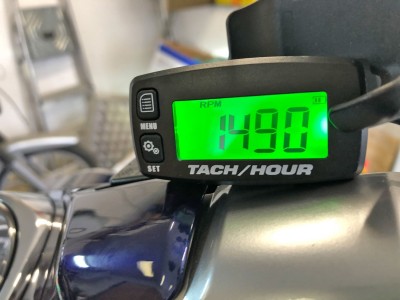 RPM
1490
MENU
SET
TACH/HOUR